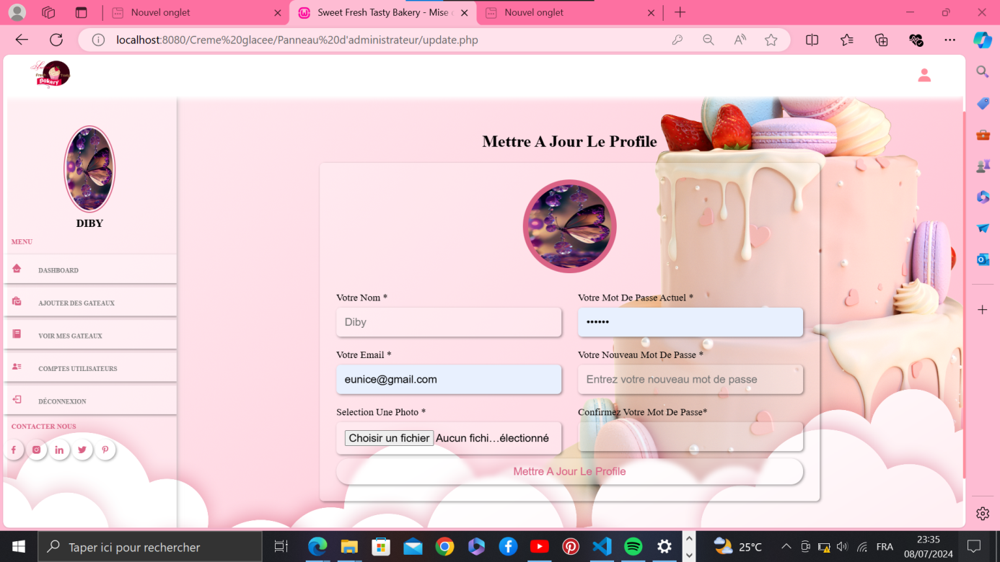 Nouvel onglet
Sweet Fresh Tasty Bakery - Mise
Nouvel onglet
localhost:8080/Creme%20glacee/Panneau%20d'administrateur/update.php
Bakery
DIBY
MENU
DASHBOARD
AJOUTER DES GATEAUX
VOIR MES GATEAUX
COMPTES UTILISATEURS
DÉCONNEXION
CONTACTER NOUS
Mettre A Jour Le Profile
Votre Nom *
Diby
Votre Email *
eunice@gmail.com
Selection Une Photo *
Choisir un fichier Aucun fichi…électionné
Votre Mot De Passe Actuel *
••••••
Votre Nouveau Mot De Passe *
Entrez votre nouveau mot de passe
Confirmez Votre Mot De Passe*
Mettre A Jour Le Profile
Taper ici pour rechercher
25°C
FRA
23:35
08/07/2024